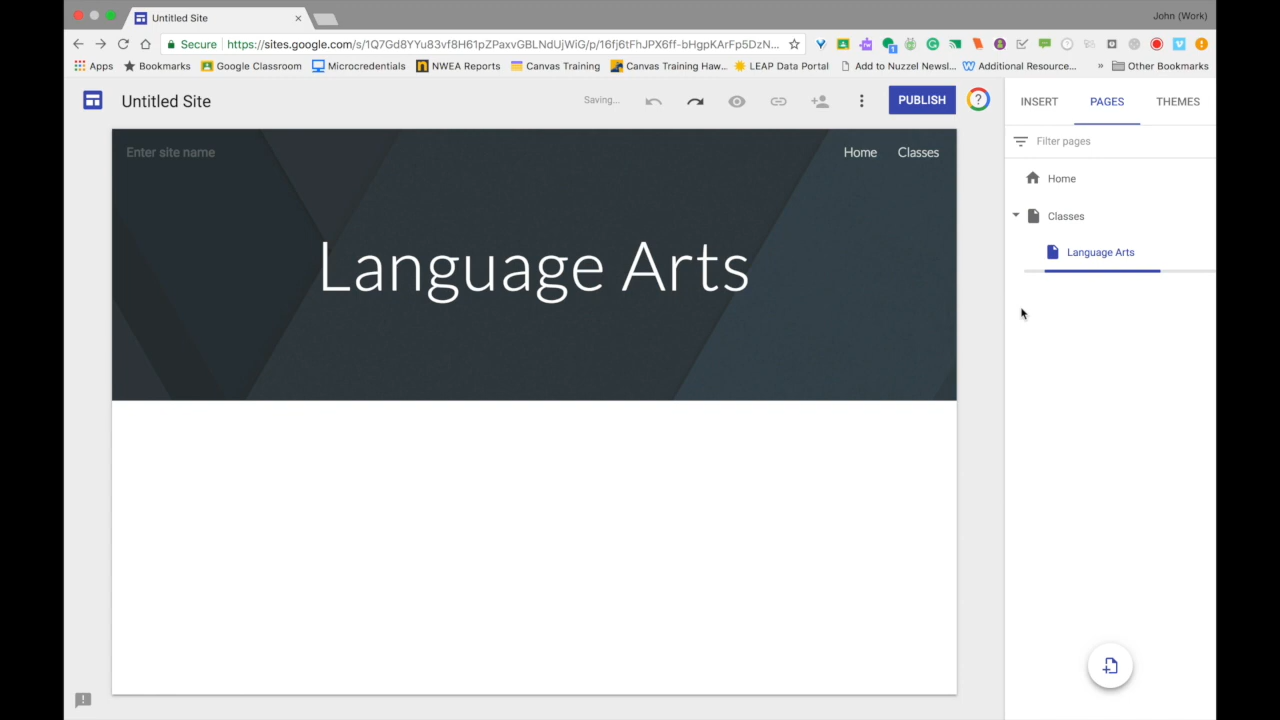 Untitled Site
John (Work)
Secure https://sites.google.com/s/1Q7Gd8YYu83vf8H61pZPaxvGBLNdUjWiG/p/16fj6tFhJPX6ff-bHgpKArFp5DzN...
Apps Bookmarks Google Classroom Microcredentials NWEA Reports Canvas Training Canvas Training Haw... LEAP Data Portal Add to Nuzzel Newsl... Additional Resource... » Other Bookmarks
Untitled Site Saving... PUBLISH ? INSERT PAGES THEMES
Enter site name Home Classes
Filter pages
Home
Classes
Language Arts
Language Arts